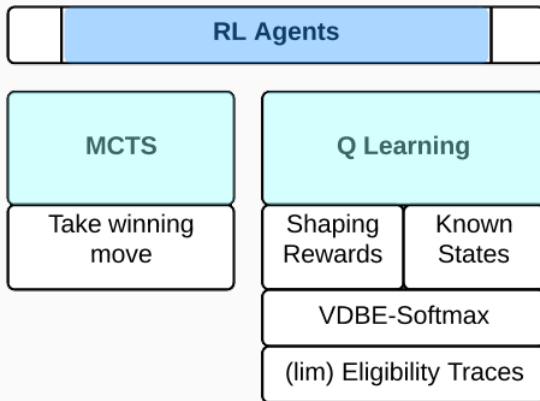 RL Agents
MCTS
Take winning
move
Q Learning
Shaping
Rewards
Known
States
VDBE-Softmax
(lim) Eligibility Traces